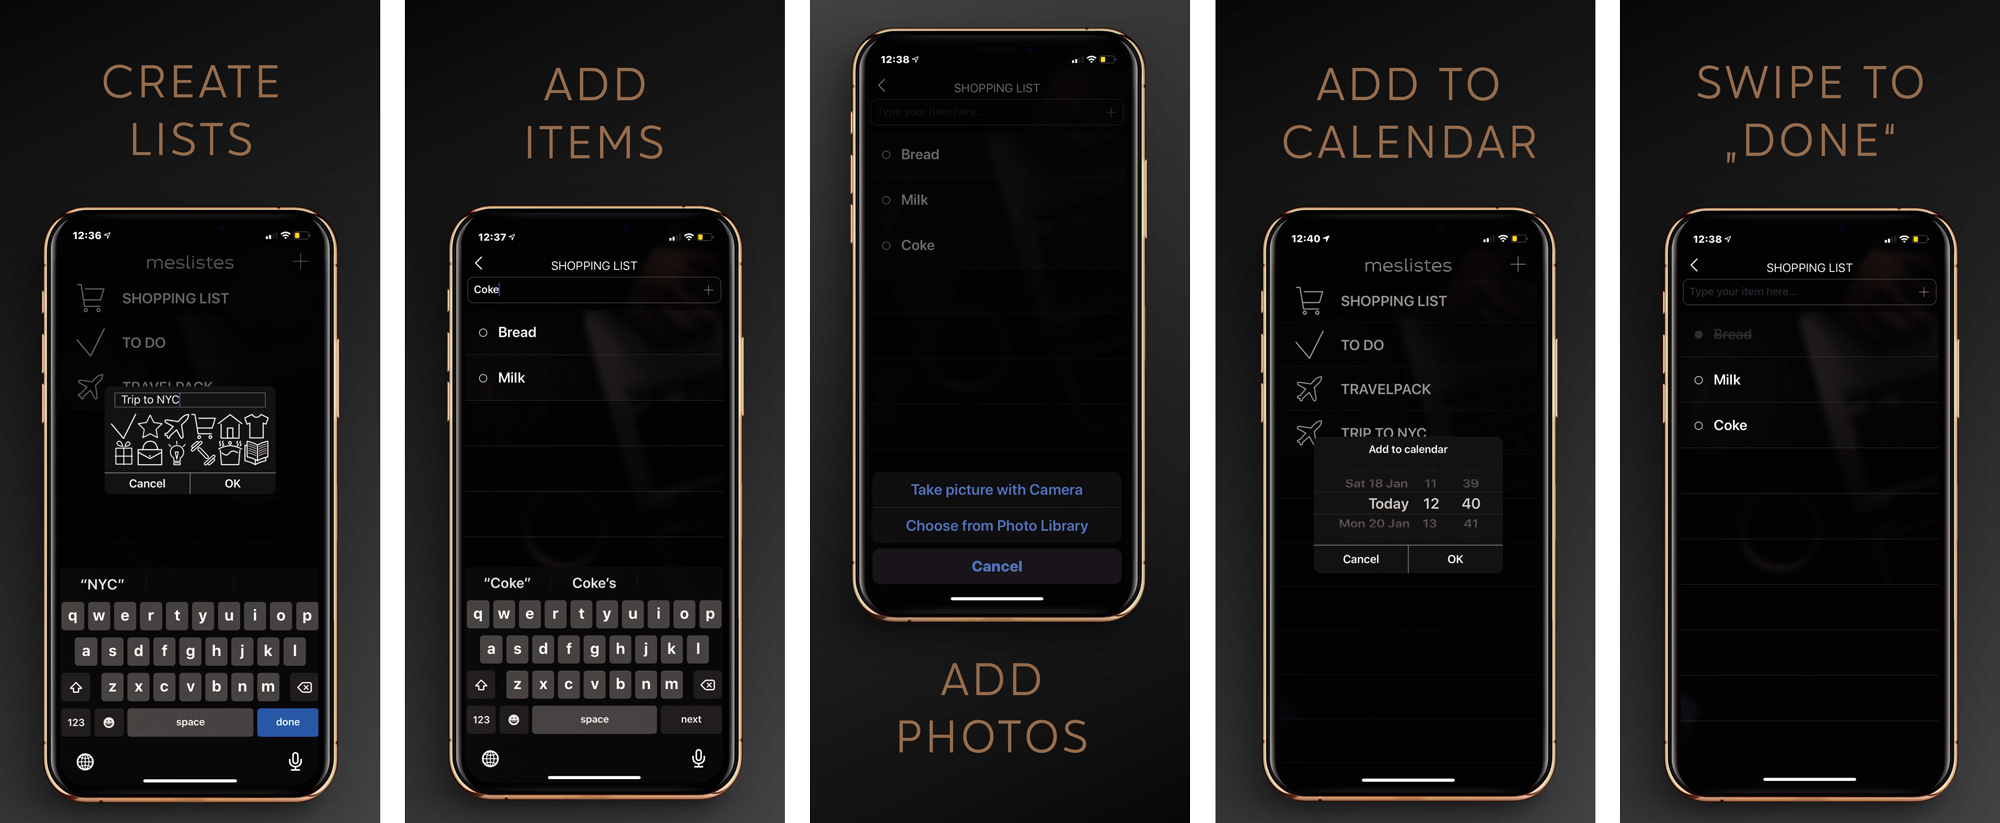 CREATE
LISTS
12:36
meslistes
SHOPPING LIST
TO DO
TRAVELPACK
Trip to NYC
Cancel OK
“NYC”
q w e r t y u i o p
a s d f g h j k l
z x c v b n m
123 space done
ADD
ITEMS
12:37
SHOPPING LIST
Coke
Bread
Milk
“Coke” Coke's
q w e r t y u i o p
a s d f g h j k l
z x c v b n m
123 space next
12:38
SHOPPING LIST
Type your item here...
Bread
Milk
Coke
Take picture with Camera
Choose from Photo Library
Cancel
ADD
PHOTOS
ADD TO
CALENDAR
12:40
meslistes
SHOPPING LIST
TO DO
TRAVELPACK
TRIP TO NYC
Add to calendar
Sat 18 Jan 11 39
Today 12 40
Mon 20 Jan 13 41
Cancel OK
SWIPE TO
„DONE“
12:38
SHOPPING LIST
Type your item here...
Bread
Milk
Coke